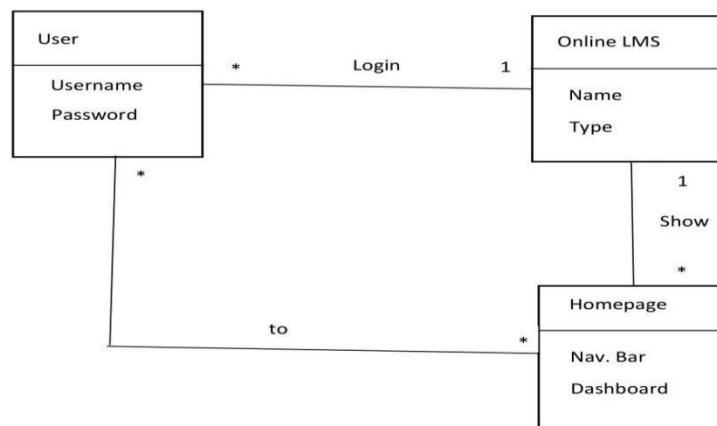 User
Username
Password
*
Login
1
Online LMS
Name
Type
*
1
Show
*
to
*
Homepage
Nav. Bar
Dashboard